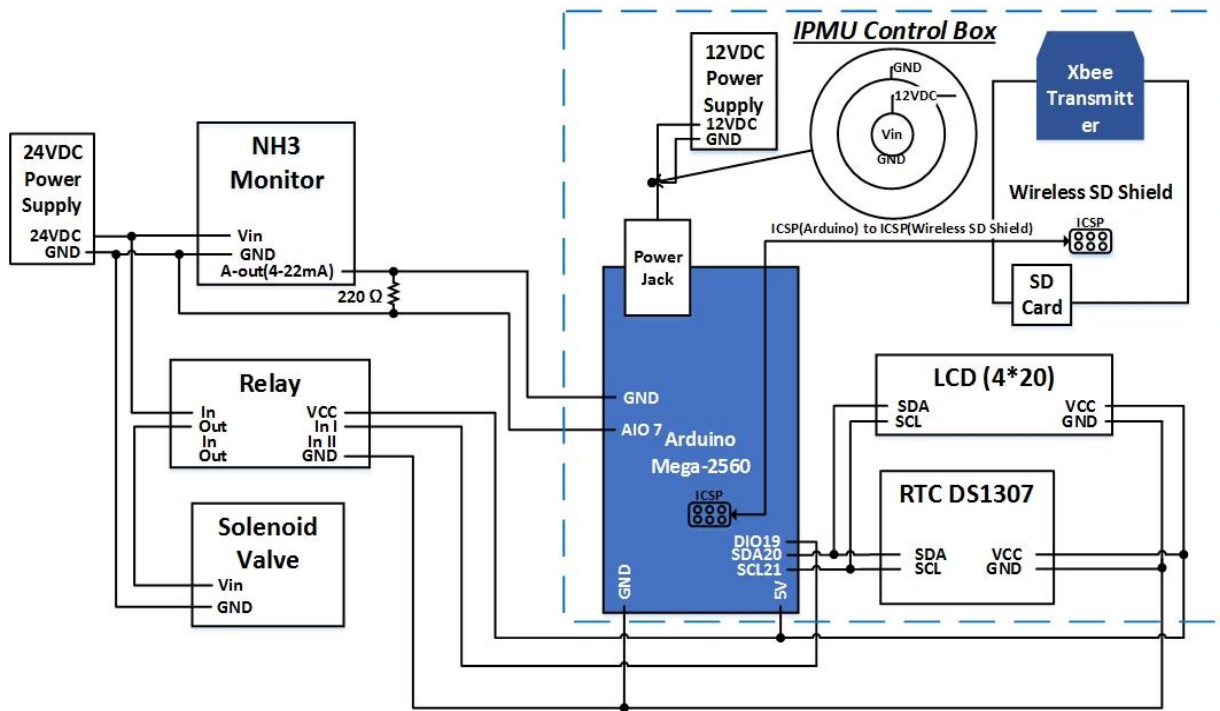 IPMU Control Box
24VDC
Power
Supply
24VDC
GND
NH3
Monitor
Vin
GND
A-out(4-22mA)
220 Ω
12VDC
Power
Supply
12VDC
GND
GND
12VDC
Vin
GND
Xbee
Transmitt
er
Wireless SD Shield
ICSP
ICSP(Arduino) to ICSP(Wireless SD Shield)
SD
Card
Power
Jack
Relay
In
Out
In
Out
VCC
In I
In II
GND
Solenoid
Valve
Vin
GND
GND
AIO 7
Arduino
Mega-2560
ICSP
DIO19
SDA20
SCL21
GND
5V
LCD (4*20)
SDA
SCL
VCC
GND
RTC DS1307
SDA
SCL
VCC
GND